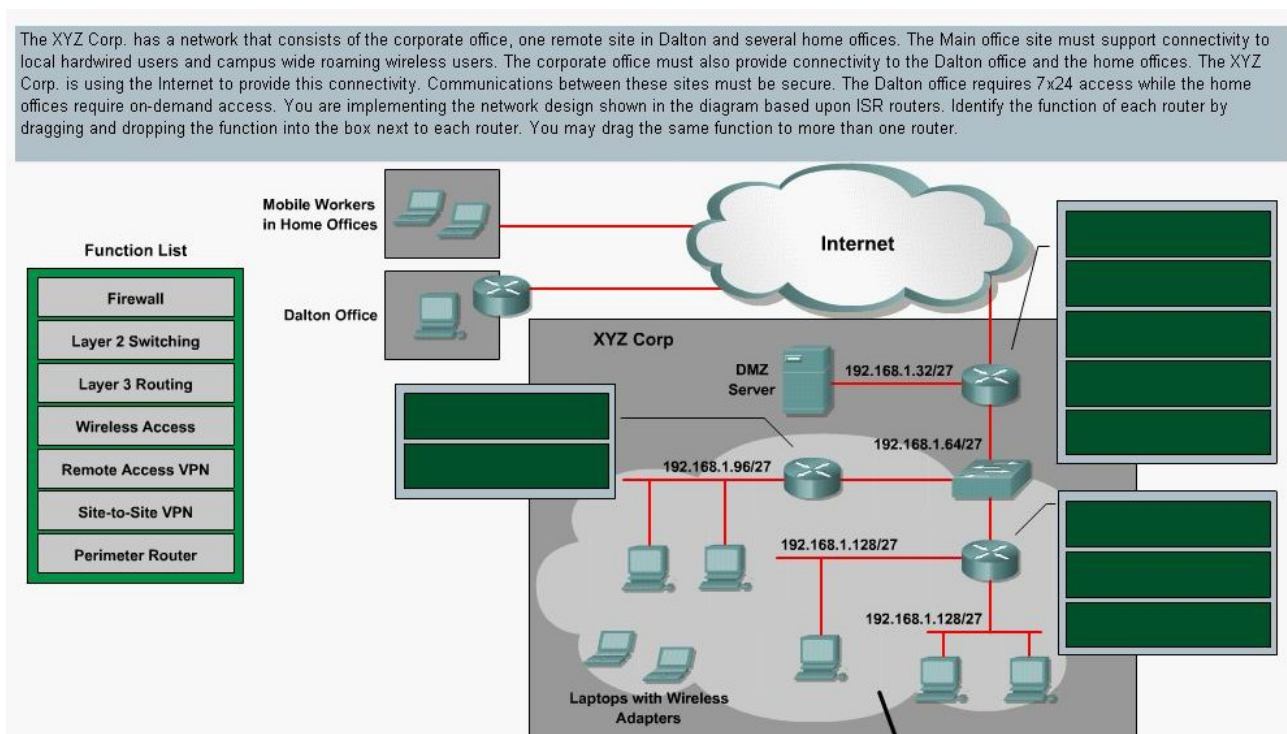 The XYZ Corp. has a network that consists of the corporate office, one remote site in Dalton and several home offices. The Main office site must support connectivity to
local hardwired users and campus wide roaming wireless users. The corporate office must also provide connectivity to the Dalton office and the home offices. The XYZ
Corp. is using the Internet to provide this connectivity. Communications between these sites must be secure. The Dalton office requires 7x24 access while the home
offices require on-demand access. You are implementing the network design shown in the diagram based upon ISR routers. Identify the function of each router by
dragging and dropping the function into the box next to each router. You may drag the same function to more than one router.
Mobile Workers
in Home Offices
Internet
Function List
Firewall
Layer 2 Switching
Layer 3 Routing
Wireless Access
Remote Access VPN
Site-to-Site VPN
Perimeter Router
Dalton Office
XYZ Corp
DMZ
Server
192.168.1.32/27
192.168.1.64/27
192.168.1.96/27
192.168.1.128/27
192.168.1.128/27
Laptops with Wireless
Adapters